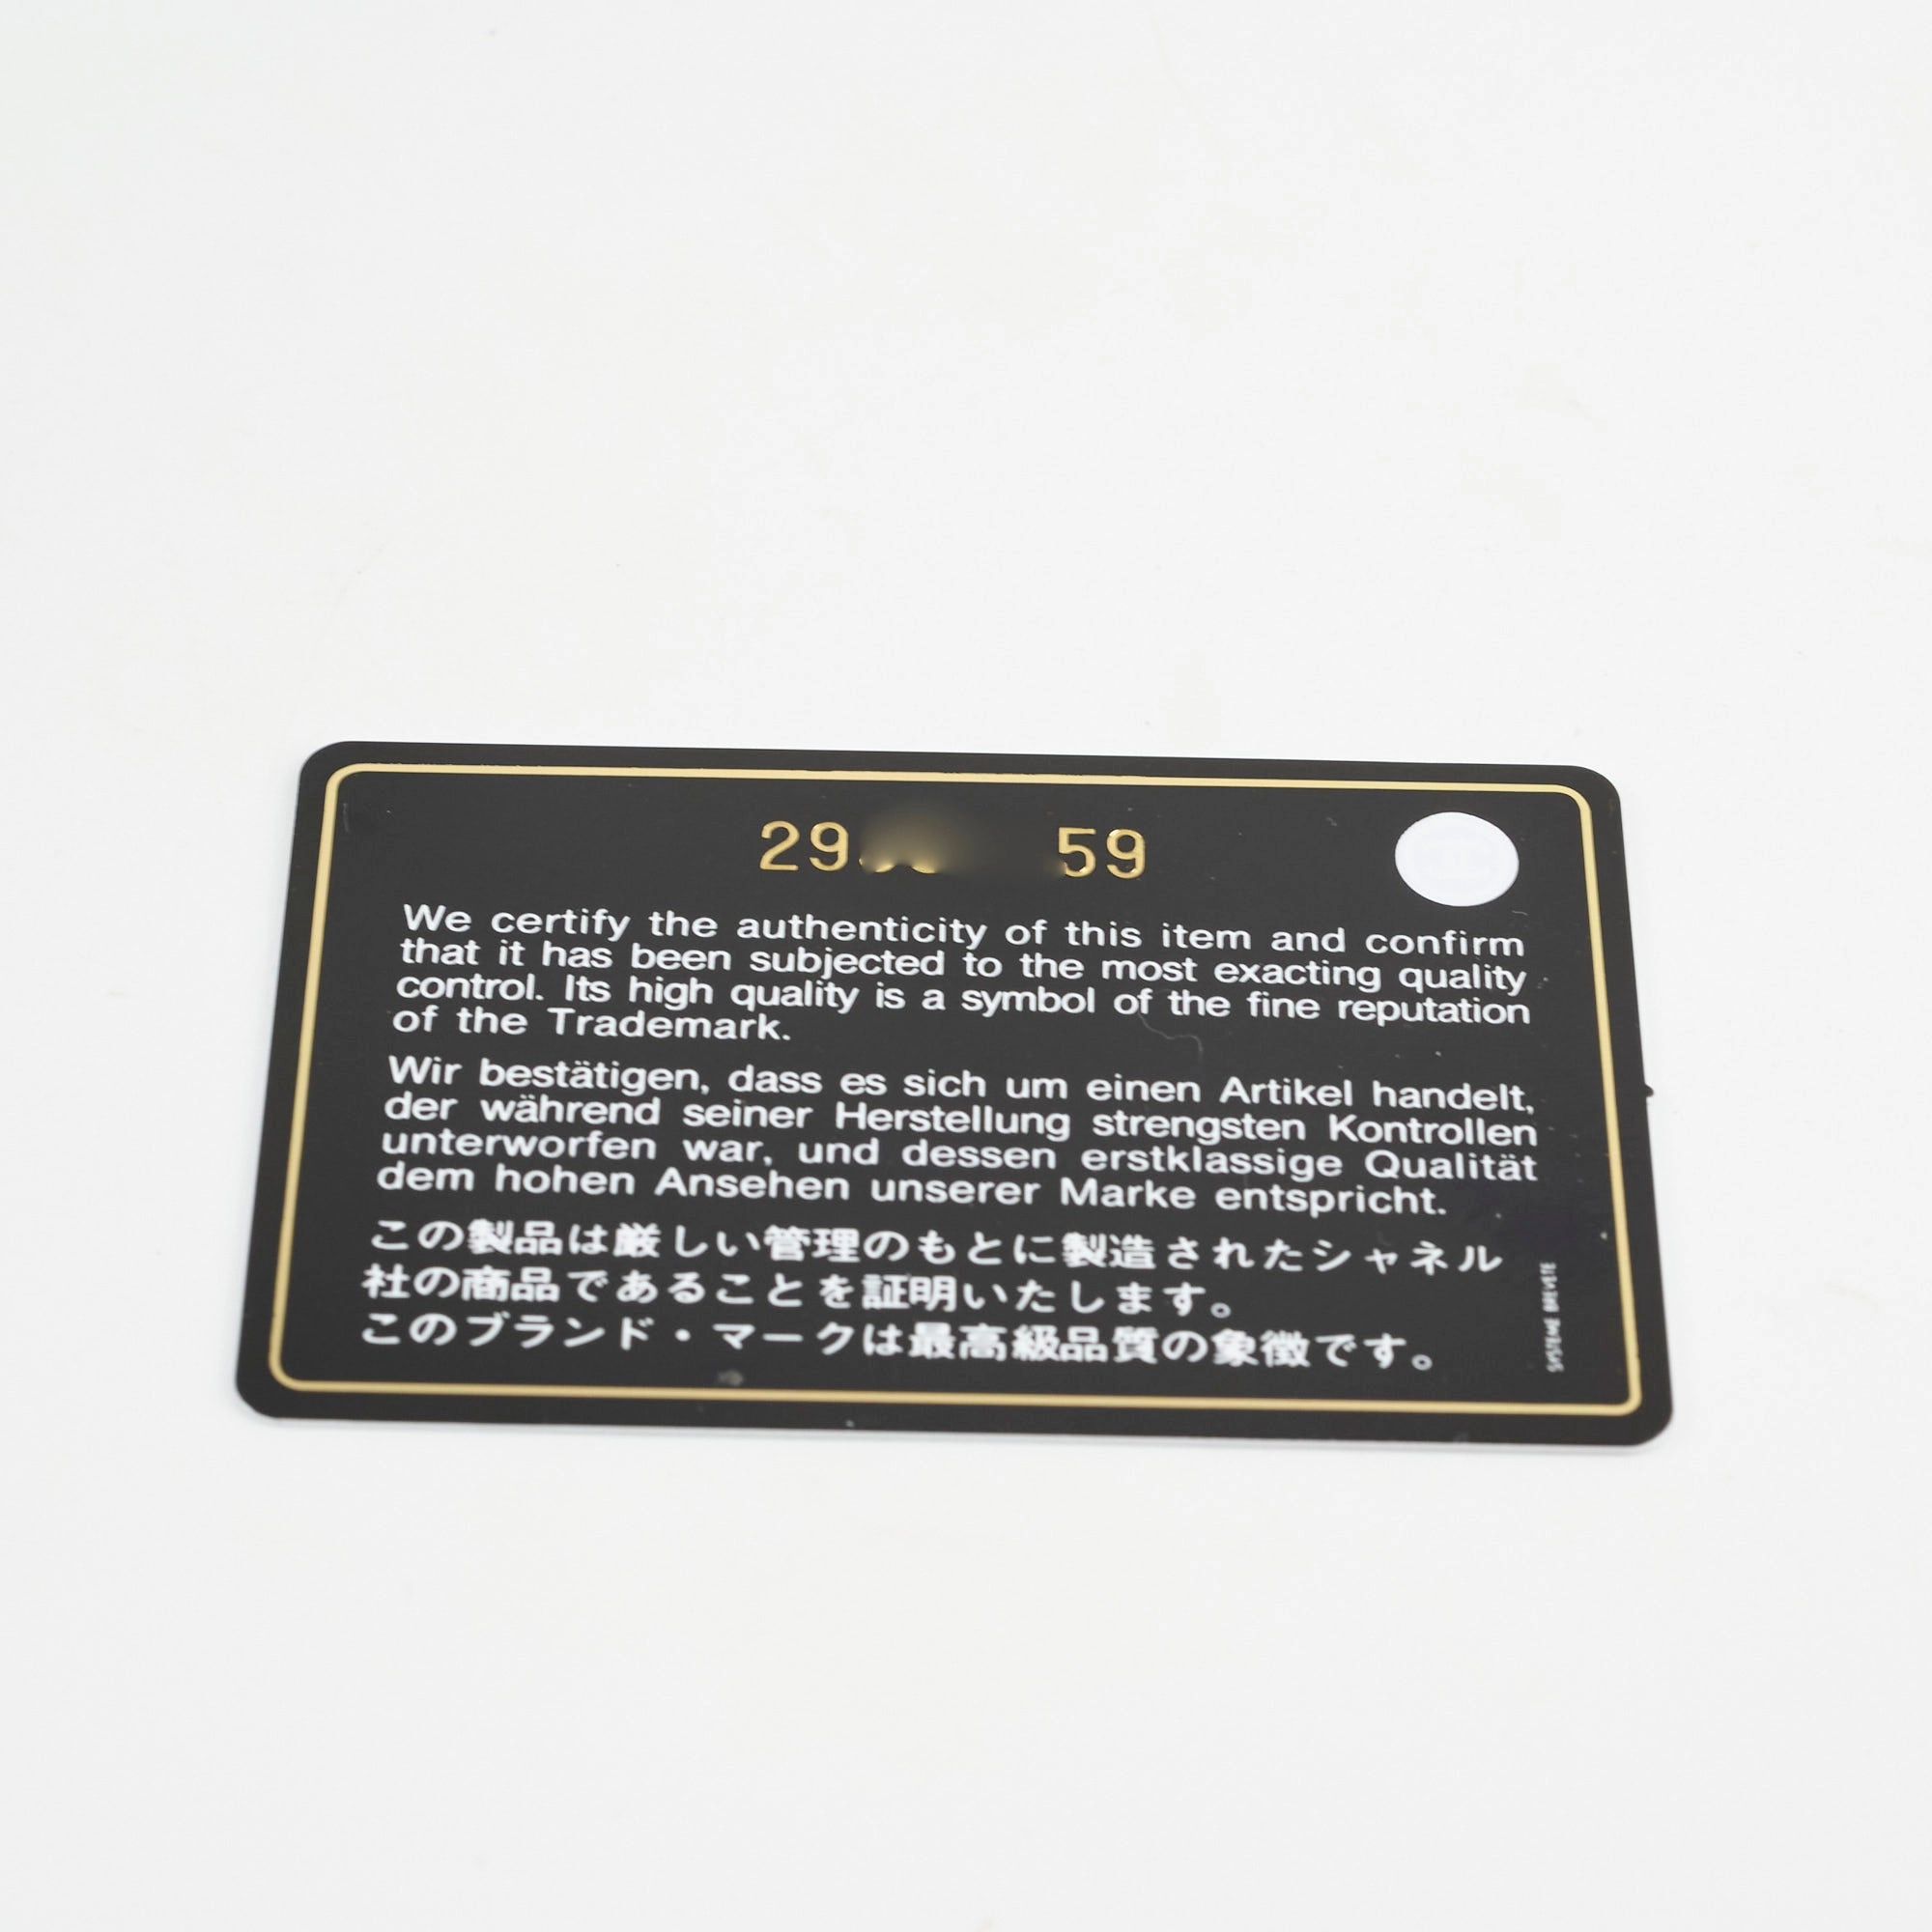 29 59
We certify the authenticity of this item and confirm
that it has been subjected to the most exacting quality
control. Its high quality is a symbol of the fine reputation
of the Trademark.
Wir bestätigen, dass es sich um einen Artikel handelt,
der während seiner Herstellung strengsten Kontrollen
unterworfen war, und dessen erstklassige Qualität
dem hohen Ansehen unserer Marke entspricht.
この製品は厳しい管理のもとに製造されたシャネル
社の商品であることを証明いたします。
このブランド・マークは最高級品質の象徴です。
SYSTEME BREVETE